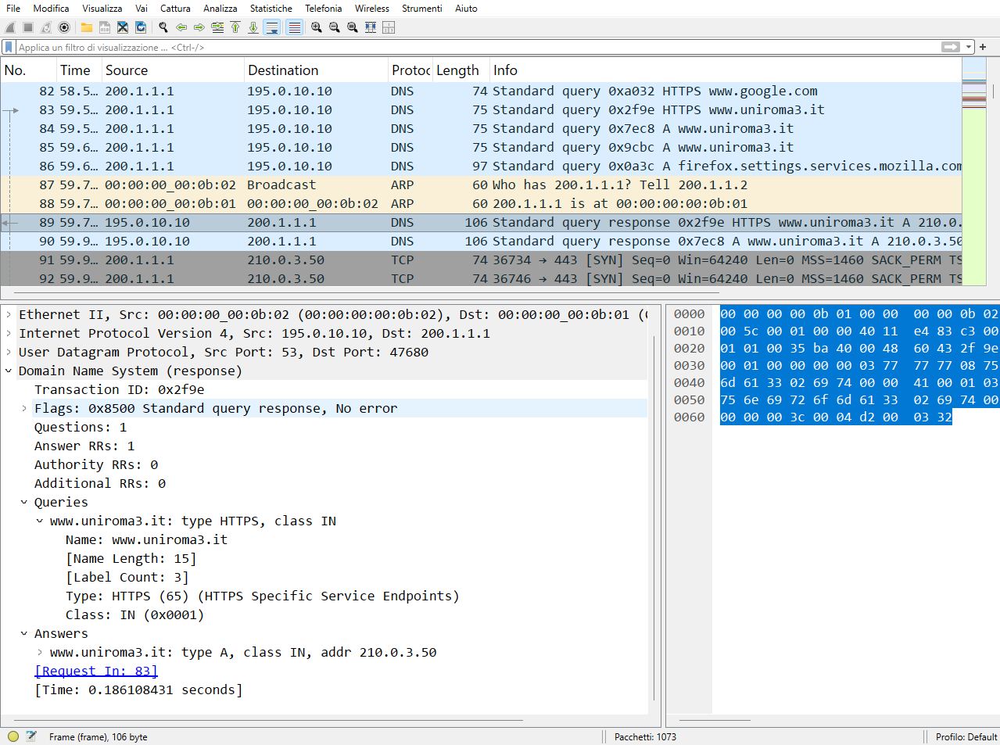 File Modifica Visualizza Vai Cattura Analizza Statistiche Telefonia Wireless Strumenti Aiuto
Applica un filtro di visualizzazione ... <Ctrl-/>
No. Time Source Destination Protoc Length Info
82 58.5… 200.1.1.1 195.0.10.10 DNS 74 Standard query 0xa032 HTTPS www.google.com
83 59.5… 200.1.1.1 195.0.10.10 DNS 75 Standard query 0x2f9e HTTPS www.uniroma3.it
84 59.5… 200.1.1.1 195.0.10.10 DNS 75 Standard query 0x7ec8 A www.uniroma3.it
85 59.6… 200.1.1.1 195.0.10.10 DNS 75 Standard query 0x9cbc A www.uniroma3.it
86 59.6… 200.1.1.1 195.0.10.10 DNS 97 Standard query 0x0a3c A firefox.settings.services.mozilla.com
87 59.7… 00:00:00_00:0b:02 Broadcast ARP 60 Who has 200.1.1.1? Tell 200.1.1.2
88 59.7… 00:00:00_00:0b:01 00:00:00_00:0b:02 ARP 60 200.1.1.1 is at 00:00:00:00:0b:01
89 59.7… 195.0.10.10 200.1.1.1 DNS 106 Standard query response 0x2f9e HTTPS www.uniroma3.it A 210.0.
90 59.9… 195.0.10.10 200.1.1.1 DNS 106 Standard query response 0x7ec8 A www.uniroma3.it A 210.0.3.50
91 59.9… 200.1.1.1 210.0.3.50 TCP 74 36734 → 443 [SYN] Seq=0 Win=64240 Len=0 MSS=1460 SACK_PERM TS
92 59.9… 200.1.1.1 210.0.3.50 TCP 74 36746 → 443 [SYN] Seq=0 Win=64240 Len=0 MSS=1460 SACK_PERM TS
Ethernet II, Src: 00:00:00_00:0b:02 (00:00:00:00:0b:02), Dst: 00:00:00_00:0b:01 (
Internet Protocol Version 4, Src: 195.0.10.10, Dst: 200.1.1.1
User Datagram Protocol, Src Port: 53, Dst Port: 47680
Domain Name System (response)
Transaction ID: 0x2f9e
Flags: 0x8500 Standard query response, No error
Questions: 1
Answer RRs: 1
Authority RRs: 0
Additional RRs: 0
Queries
www.uniroma3.it: type HTTPS, class IN
Name: www.uniroma3.it
[Name Length: 15]
[Label Count: 3]
Type: HTTPS (65) (HTTPS Specific Service Endpoints)
Class: IN (0x0001)
Answers
www.uniroma3.it: type A, class IN, addr 210.0.3.50
[Request In: 83]
[Time: 0.186108431 seconds]
0000 00 00 00 00 0b 01 00 00 00 00 0b 02
0010 00 5c 00 01 00 00 40 11 e4 83 c3 00
0020 01 01 00 35 ba 40 00 48 60 43 2f 9e
0030 00 01 00 00 00 00 03 77 77 77 08 75
0040 6d 61 33 02 69 74 00 00 41 00 01 03
0050 75 6e 69 72 6f 6d 61 33 02 69 74 00
0060 00 00 00 3c 00 04 d2 00 03 32
Frame (frame), 106 byte Pacchetti: 1073 Profilo: Default